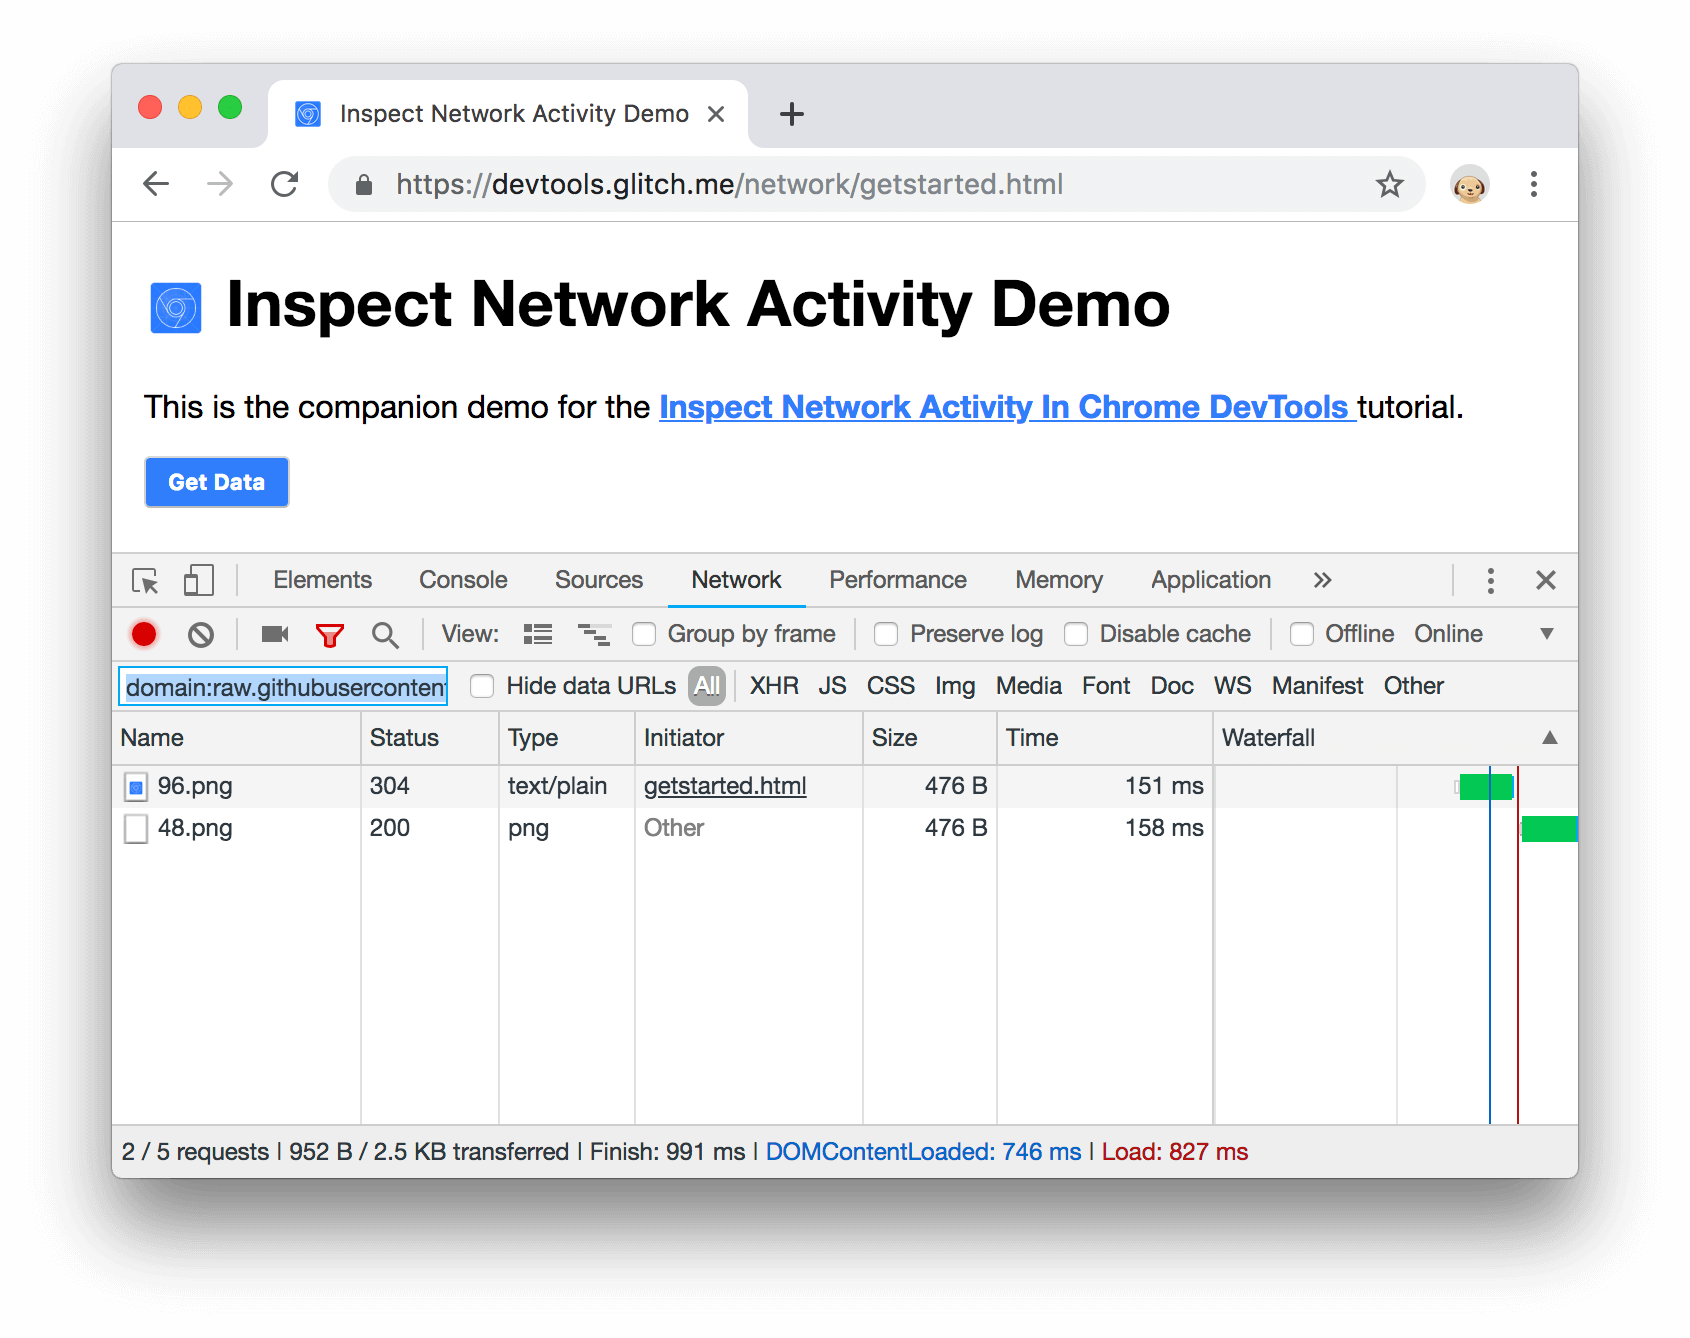 Inspect Network Activity Demo
https://devtools.glitch.me/network/getstarted.html
Inspect Network Activity Demo
This is the companion demo for the Inspect Network Activity In Chrome DevTools tutorial.
Get Data
Elements Console Sources Network Performance Memory Application
View: Group by frame Preserve log Disable cache Offline Online
domain:raw.githubusercontent Hide data URLs All XHR JS CSS Img Media Font Doc WS Manifest Other
Name Status Type Initiator Size Time Waterfall
96.png 304 text/plain getstarted.html 476 B 151 ms
48.png 200 png Other 476 B 158 ms
2 / 5 requests | 952 B / 2.5 KB transferred | Finish: 991 ms | DOMContentLoaded: 746 ms | Load: 827 ms